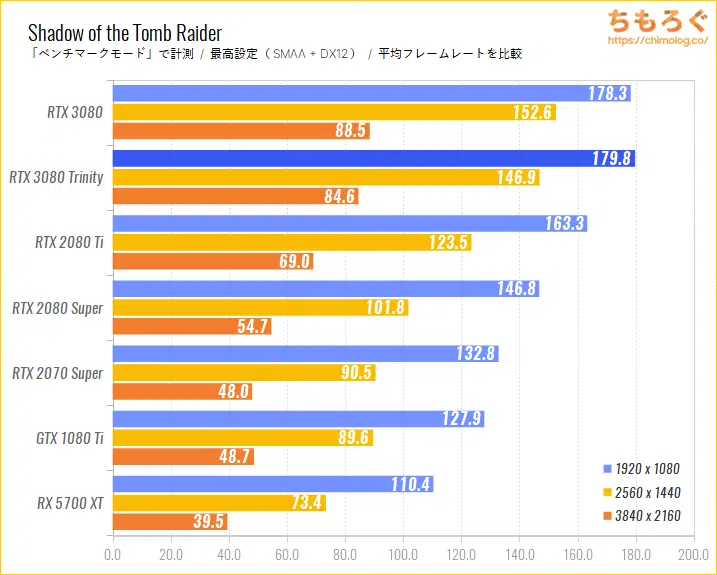 ちもろぐ
https://chimolog.co/
Shadow of the Tomb Raider
「ベンチマークモード」で計測 / 最高設定（SMAA + DX12） / 平均フレームレートを比較
RTX 3080
178.3
152.6
88.5
RTX 3080 Trinity
179.8
146.9
84.6
RTX 2080 Ti
163.3
123.5
69.0
RTX 2080 Super
146.8
101.8
54.7
RTX 2070 Super
132.8
90.5
48.0
GTX 1080 Ti
127.9
89.6
48.7
RX 5700 XT
110.4
73.4
39.5
1920 x 1080
2560 x 1440
3840 x 2160
0.0 20.0 40.0 60.0 80.0 100.0 120.0 140.0 160.0 180.0 200.0